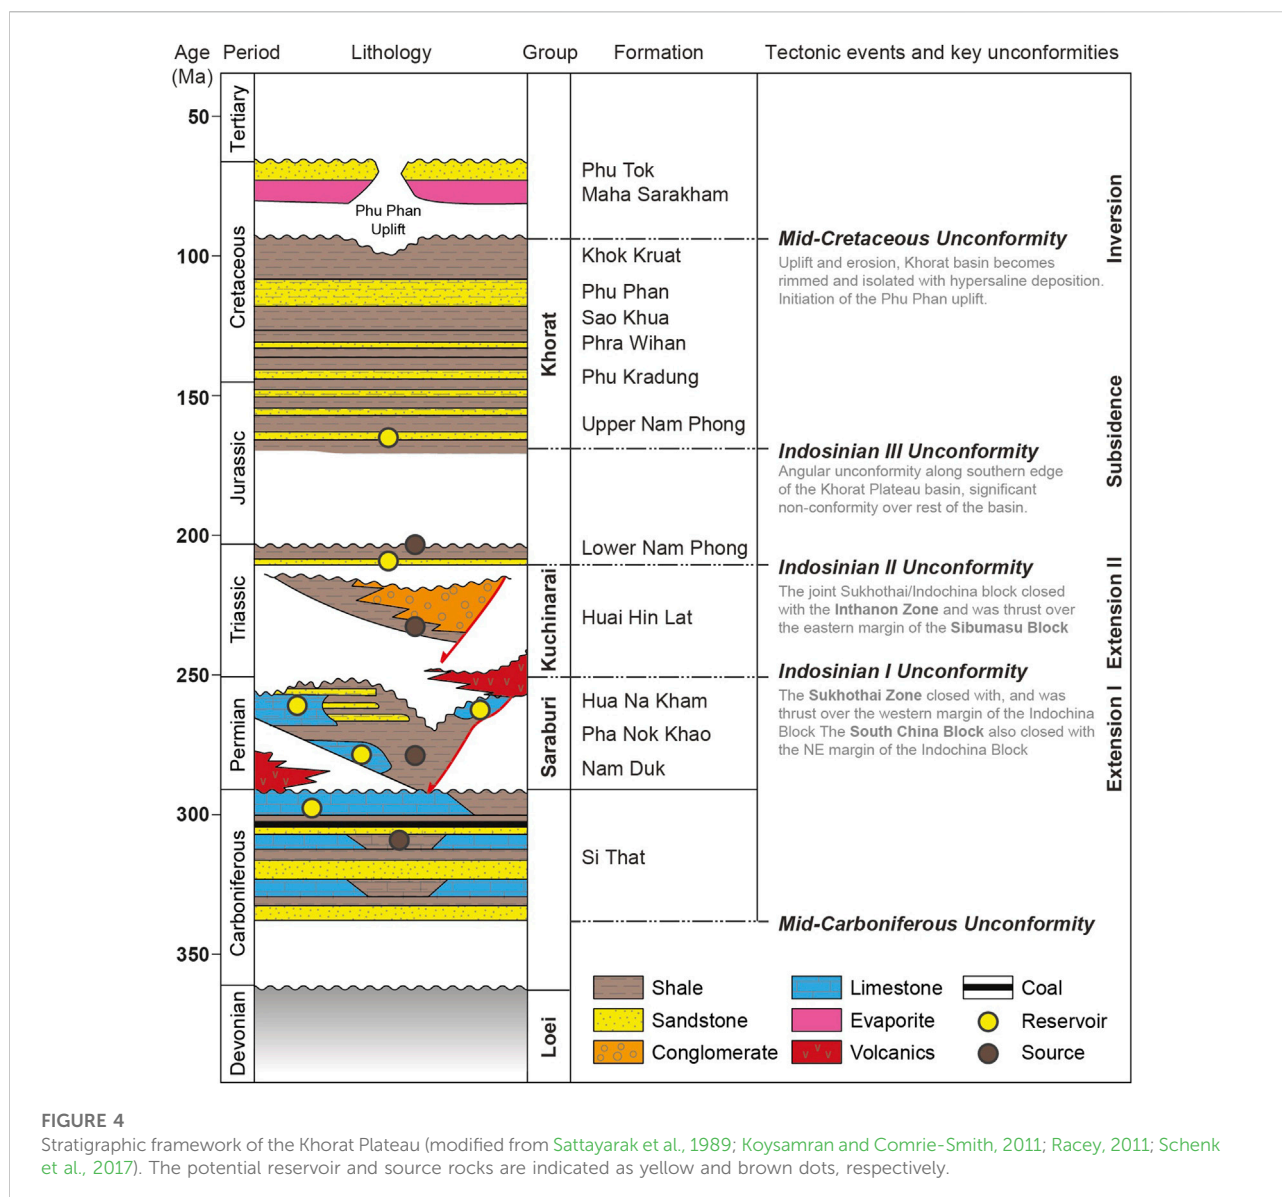 Age
(Ma)
Period
Lithology
Group
Formation
Tectonic events and key unconformities
50
100
150
200
250
300
350
Tertiary
Cretaceous
Jurassic
Triassic
Permian
Carboniferous
Devonian
Phu Phan
Uplift
Khorat
Kuchinarai
Saraburi
Loei
Phu Tok
Maha Sarakham
Khok Kruat
Phu Phan
Sao Khua
Phra Wihan
Phu Kradung
Upper Nam Phong
Lower Nam Phong
Huai Hin Lat
Hua Na Kham
Pha Nok Khao
Nam Duk
Si That
Mid-Cretaceous Unconformity
Uplift and erosion, Khorat basin becomes
rimmed and isolated with hypersaline deposition.
Initiation of the Phu Phan uplift.
Indosinian III Unconformity
Angular unconformity along southern edge
of the Khorat Plateau basin, significant
non-conformity over rest of the basin.
Indosinian II Unconformity
The joint Sukhothai/Indochina block closed
with the Inthanon Zone and was thrust over
the eastern margin of the Sibumasu Block
Indosinian I Unconformity
The Sukhothai Zone closed with, and was
thrust over the western margin of the Indochina
Block The South China Block also closed with
the NE margin of the Indochina Block
Mid-Carboniferous Unconformity
Inversion
Subsidence
Extension II
Extension I
Shale
Sandstone
Conglomerate
Limestone
Evaporite
Volcanics
Coal
Reservoir
Source
FIGURE 4
Stratigraphic framework of the Khorat Plateau (modified from Sattayarak et al., 1989; Koysamran and Comrie-Smith, 2011; Racey, 2011; Schenk
et al., 2017). The potential reservoir and source rocks are indicated as yellow and brown dots, respectively.